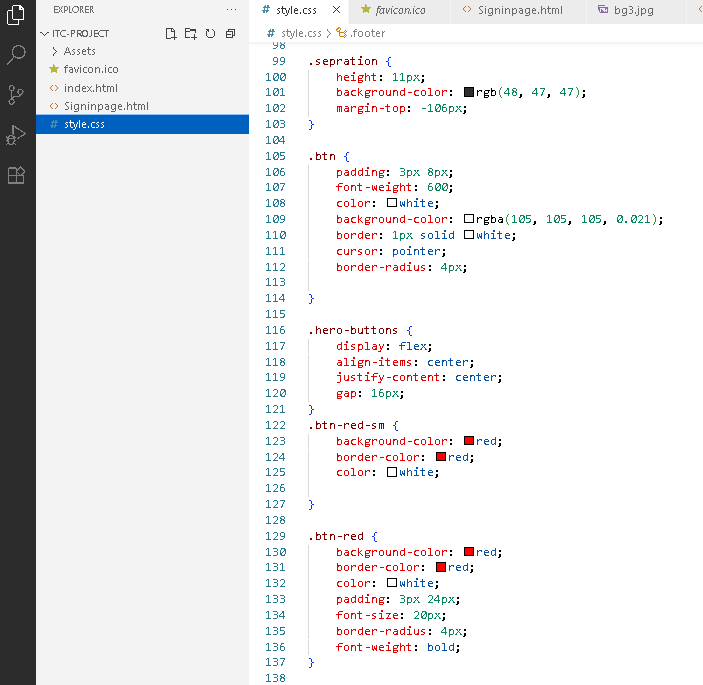 EXPLORER ...
ITC-PROJECT
Assets
favicon.ico
index.html
Signinpage.html
# style.css
# style.css ×
favicon.ico
Signinpage.html
bg3.jpg
# style.css > .footer
98
99 .sepration {
100 height: 11px;
101 background-color: rgb(48, 47, 47);
102 margin-top: -106px;
103 }
104
105 .btn {
106 padding: 3px 8px;
107 font-weight: 600;
108 color: white;
109 background-color: rgba(105, 105, 105, 0.021);
110 border: 1px solid white;
111 cursor: pointer;
112 border-radius: 4px;
113
114 }
115
116 .hero-buttons {
117 display: flex;
118 align-items: center;
119 justify-content: center;
120 gap: 16px;
121 }
122 .btn-red-sm {
123 background-color: red;
124 border-color: red;
125 color: white;
126
127 }
128
129 .btn-red {
130 background-color: red;
131 border-color: red;
132 color: white;
133 padding: 3px 24px;
134 font-size: 20px;
135 border-radius: 4px;
136 font-weight: bold;
137 }
138